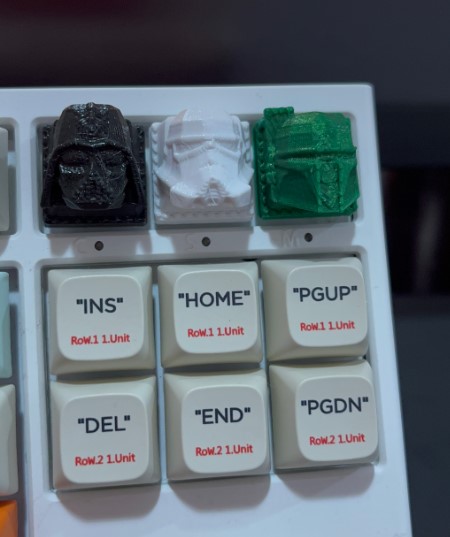 C S M
"INS" "HOME" "PGUP"
RoW.1 1.Unit RoW.1 1.Unit RoW.1 1.Unit
"DEL" "END" "PGDN"
RoW.2 1.Unit RoW.2 1.Unit RoW.2 1.Unit